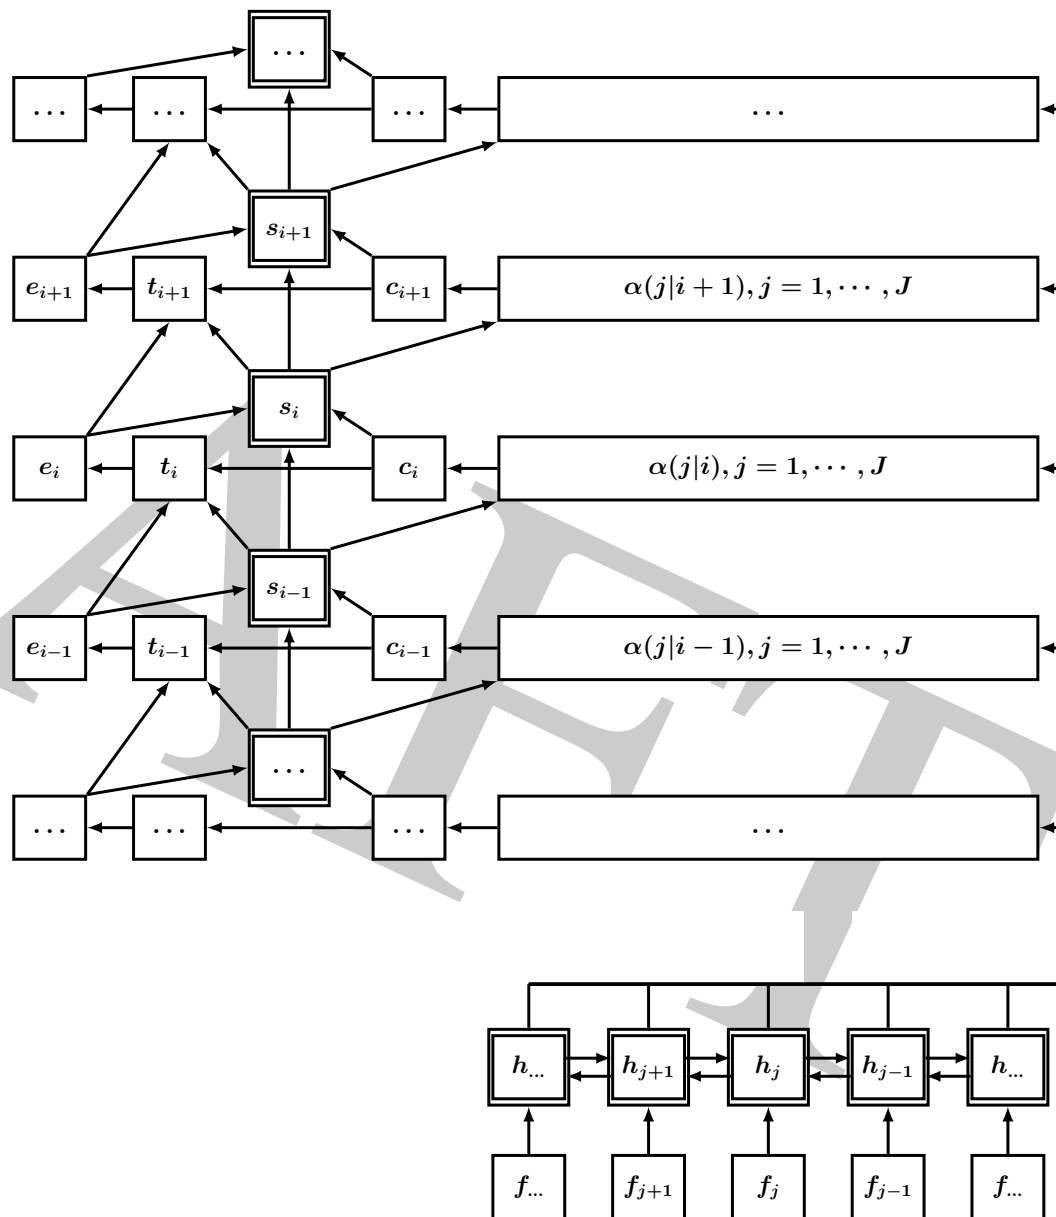 ...
... ... ... ...
s_{i+1}
e_{i+1} t_{i+1} c_{i+1} α(j|i + 1), j = 1, ··· , J
s_i
e_i t_i c_i α(j|i), j = 1, ··· , J
s_{i−1}
e_{i−1} t_{i−1} c_{i−1} α(j|i − 1), j = 1, ··· , J
...
... ... ... ...
h_{...} h_{j+1} h_j h_{j−1} h_{...}
f_{...} f_{j+1} f_j f_{j−1} f_{...}
AFT